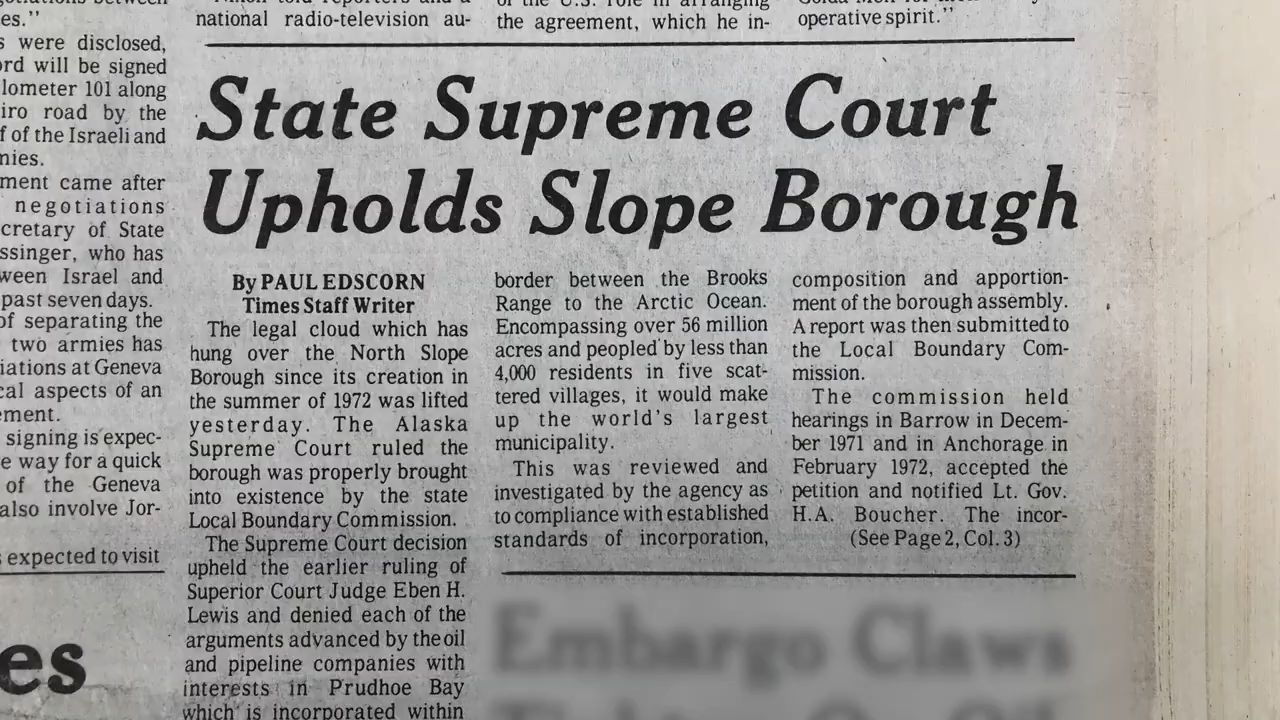 es."
s were disclosed,
ord will be signed
lometer 101 along
iro road by the
f of the Israeli and
nies.
ment came after
negotiations
cretary of State
ssinger, who has
ween Israel and
past seven days.
of separating the
two armies has
iations at Geneva
cal aspects of an
ement.
signing is expec-
e way for a quick
of the Geneva
also involve Jor-
s expected to visit
es
national radio-television au-
the agreement, which he in-
operative spirit."
State Supreme Court
Upholds Slope Borough
By PAUL EDSCORN
Times Staff Writer
The legal cloud which has
hung over the North Slope
Borough since its creation in
the summer of 1972 was lifted
yesterday. The Alaska
Supreme Court ruled the
borough was properly brought
into existence by the state
Local Boundary Commission.
The Supreme Court decision
upheld the earlier ruling of
Superior Court Judge Eben H.
Lewis and denied each of the
arguments advanced by the oil
and pipeline companies with
interests in Prudhoe Bay
which is incorporated within
border between the Brooks
Range to the Arctic Ocean.
Encompassing over 56 million
acres and peopled by less than
4,000 residents in five scat-
tered villages, it would make
up the world's largest
municipality.
This was reviewed and
investigated by the agency as
to compliance with established
standards of incorporation,
composition and apportion-
ment of the borough assembly.
A report was then submitted to
the Local Boundary Com-
mission.
The commission held
hearings in Barrow in Decem-
ber 1971 and in Anchorage in
February 1972, accepted the
petition and notified Lt. Gov.
H.A. Boucher. The incor-
(See Page 2, Col. 3)
Embargo Claws